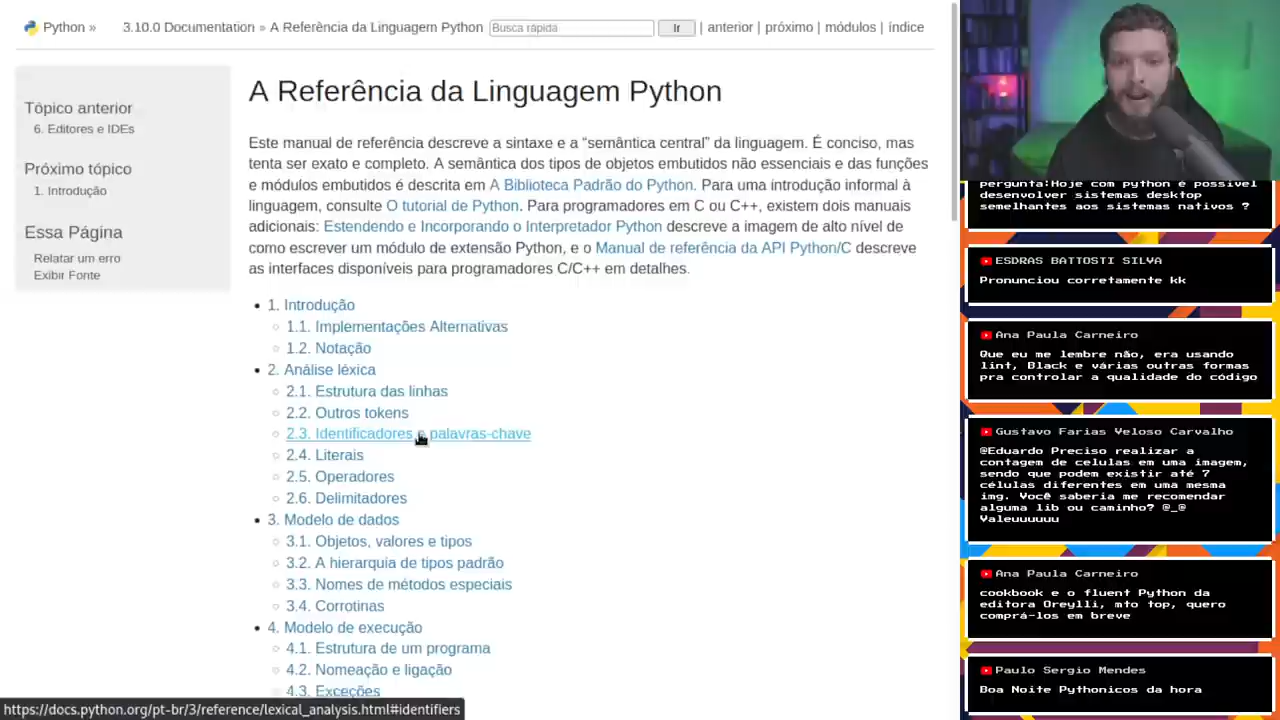 Python »
3.10.0 Documentation » A Referência da Linguagem Python
Busca rápida
Ir
| anterior | próximo | módulos | índice
Tópico anterior
6. Editores e IDEs
Próximo tópico
1. Introdução
Essa Página
Relatar um erro
Exibir Fonte
A Referência da Linguagem Python
Este manual de referência descreve a sintaxe e a “semântica central” da linguagem. É conciso, mas
tenta ser exato e completo. A semântica dos tipos de objetos embutidos não essenciais e das funções
e módulos embutidos é descrita em A Biblioteca Padrão do Python. Para uma introdução informal à
linguagem, consulte O tutorial de Python. Para programadores em C ou C++, existem dois manuais
adicionais: Estendendo e Incorporando o Interpretador Python descreve a imagem de alto nível de
como escrever um módulo de extensão Python, e o Manual de referência da API Python/C descreve
as interfaces disponíveis para programadores C/C++ em detalhes.
1. Introdução
1.1. Implementações Alternativas
1.2. Notação
2. Análise léxica
2.1. Estrutura das linhas
2.2. Outros tokens
2.3. Identificadores e palavras-chave
2.4. Literais
2.5. Operadores
2.6. Delimitadores
3. Modelo de dados
3.1. Objetos, valores e tipos
3.2. A hierarquia de tipos padrão
3.3. Nomes de métodos especiais
3.4. Corrotinas
4. Modelo de execução
4.1. Estrutura de um programa
4.2. Nomeação e ligação
4.3. Exceções
https://docs.python.org/pt-br/3/reference/lexical_analysis.html#identifiers
pergunta:Hoje com python é possivel
desenvolver sistemas desktop
semelhantes aos sistemas nativos ?
ESDRAS BATTOSTI SILVA
Pronunciou corretamente kk
Ana Paula Carneiro
Que eu me lembre não, era usando
lint, Black e várias outras formas
pra controlar a qualidade do código
Gustavo Farias Veloso Carvalho
@Eduardo Preciso realizar a
contagem de celulas em uma imagem,
sendo que podem existir até 7
células diferentes em uma mesma
img. Você saberia me recomendar
alguma lib ou caminho? @_@
Valeuuuuuu
Ana Paula Carneiro
cookbook e o fluent Python da
editora Oreylli, mto top, quero
comprá-los em breve
Paulo Sergio Mendes
Boa Noite Pythonicos da hora